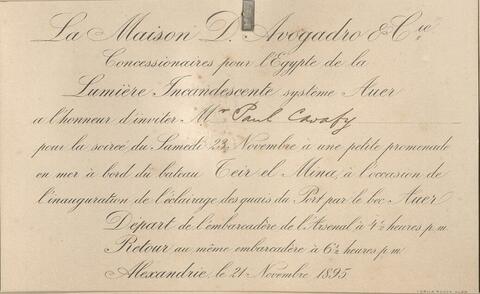 La Maison D. Avogadro & Cie
Concessionaires pour l'Egypte de la
Lumière Incandescente système Auer
a l'honneur d'inviter Mr Paul Cavafy
pour la soirée du Samedi 23 Novembre à une petite promenade
en mer à bord du bateau Teir el Mina, à l'occasion de
l'inauguration de l'éclairage des quais du Port par le bec Auer
Départ de l'embarcadère de l'Arsenal à 4½ heures p.m.
Retour au même embarcadère à 6½ heures p.m.
Alexandrie le 21 Novembre 1895